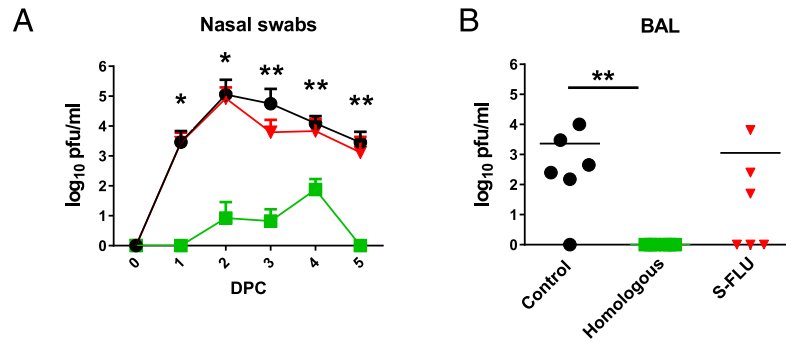 A
Nasal swabs
log10 pfu/ml
6
5
4
3
2
1
0
* * ** ** **
0 1 2 3 4 5
DPC
B
BAL
log10 pfu/ml
6
5
4
3
2
1
0
**
Control Homologous S-FLU